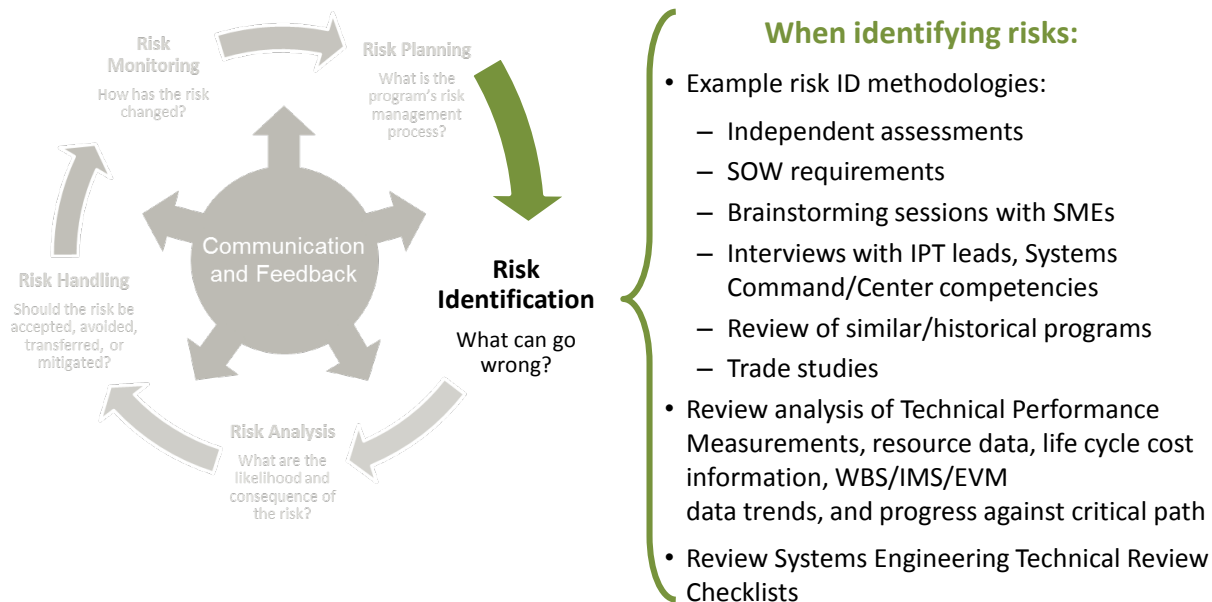 Risk
Monitoring
How has the risk
changed?
Risk Planning
What is the
program's risk
management
process?
Communication
and Feedback
Risk Handling
Should the risk be
accepted, avoided,
transferred, or
mitigated?
Risk
Identification
What can go
wrong?
Risk Analysis
What are the
likelihood and
consequence of
the risk?
When identifying risks:
• Example risk ID methodologies:
– Independent assessments
– SOW requirements
– Brainstorming sessions with SMEs
– Interviews with IPT leads, Systems
Command/Center competencies
– Review of similar/historical programs
– Trade studies
• Review analysis of Technical Performance
Measurements, resource data, life cycle cost
information, WBS/IMS/EVM
data trends, and progress against critical path
• Review Systems Engineering Technical Review
Checklists